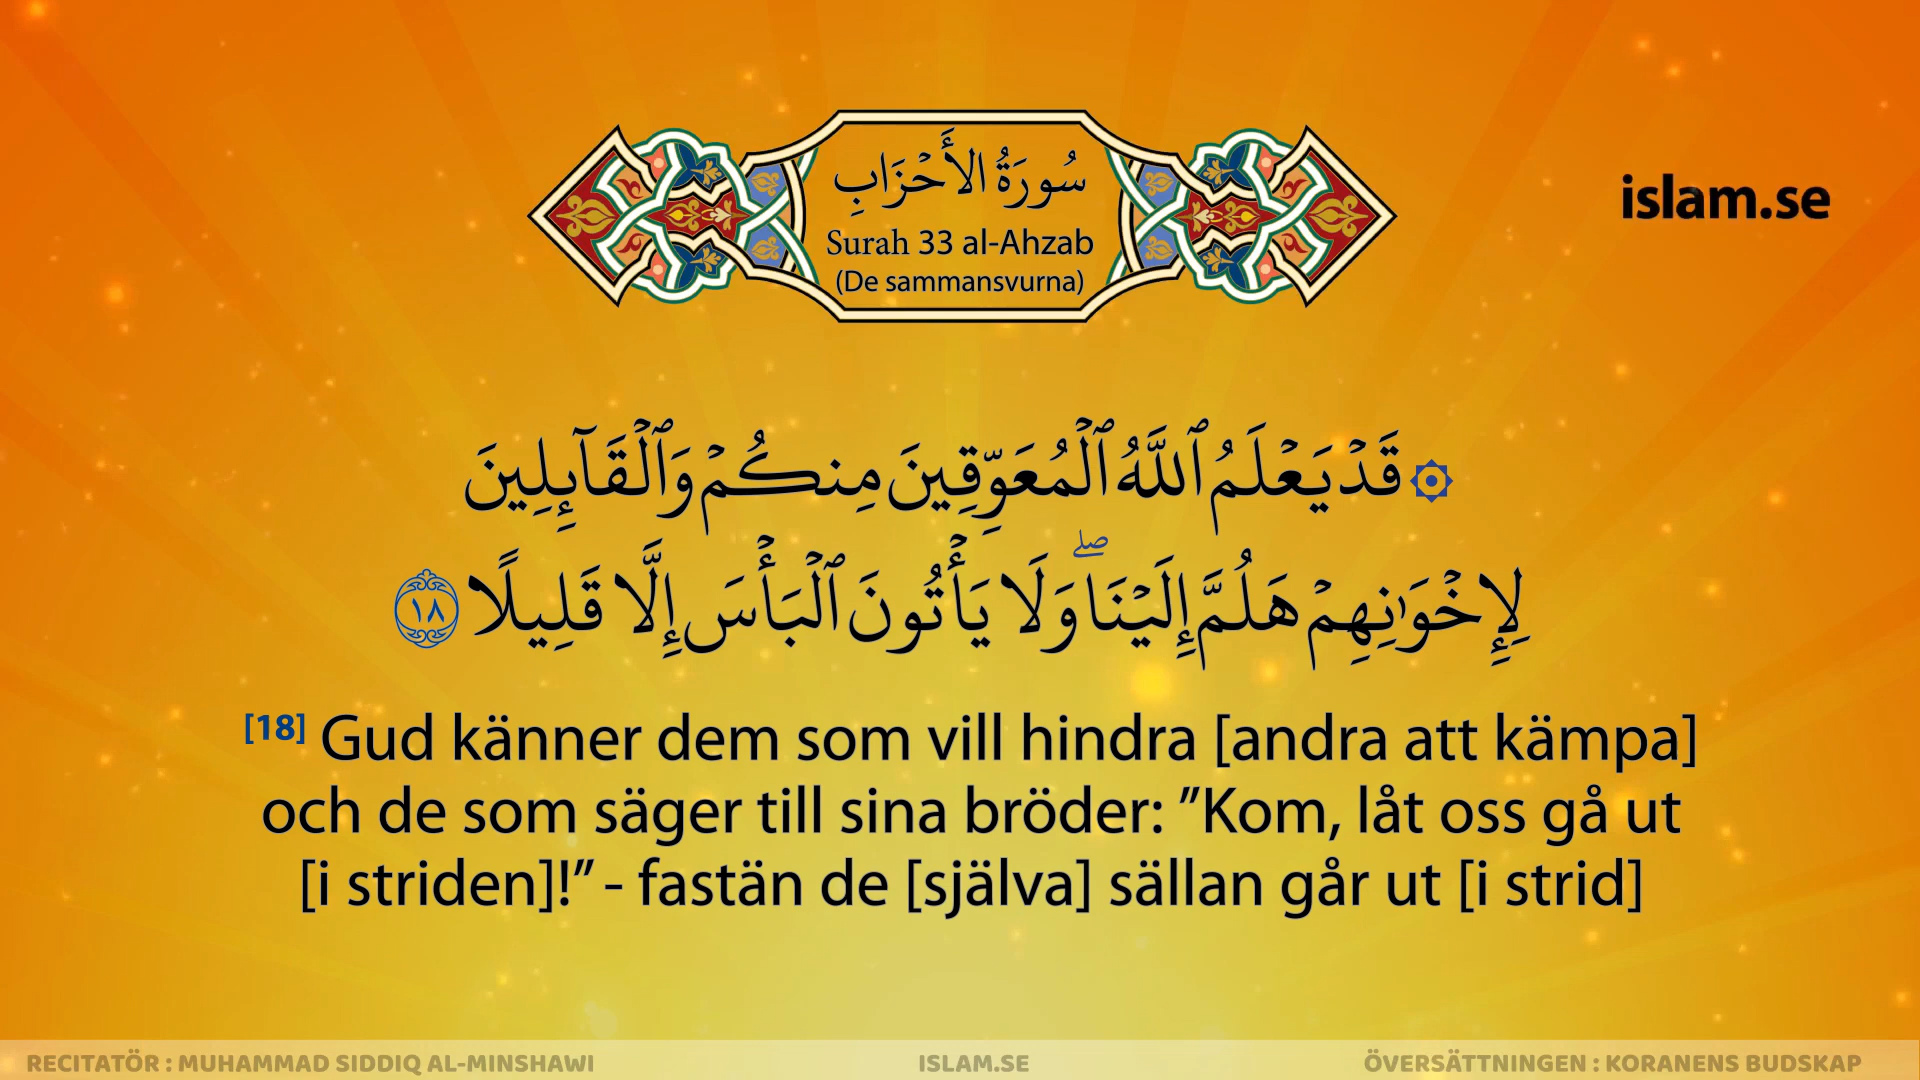 سُورَةُ الأَحْزَابِ
Surah 33 al-Ahzab
(De sammansvurna)
islam.se
۞ قَدْ يَعْلَمُ ٱللَّهُ ٱلْمُعَوِّقِينَ مِنكُمْ وَٱلْقَآئِلِينَ
لِإِخْوَٰنِهِمْ هَلُمَّ إِلَيْنَا ۖ وَلَا يَأْتُونَ ٱلْبَأْسَ إِلَّا قَلِيلًا ١٨
[18] Gud känner dem som vill hindra [andra att kämpa]
och de som säger till sina bröder: ”Kom, låt oss gå ut
[i striden]!” - fastän de [själva] sällan går ut [i strid]
RECITATÖR : MUHAMMAD SIDDIQ AL-MINSHAWI
ISLAM.SE
ÖVERSÄTTNINGEN : KORANENS BUDSKAP